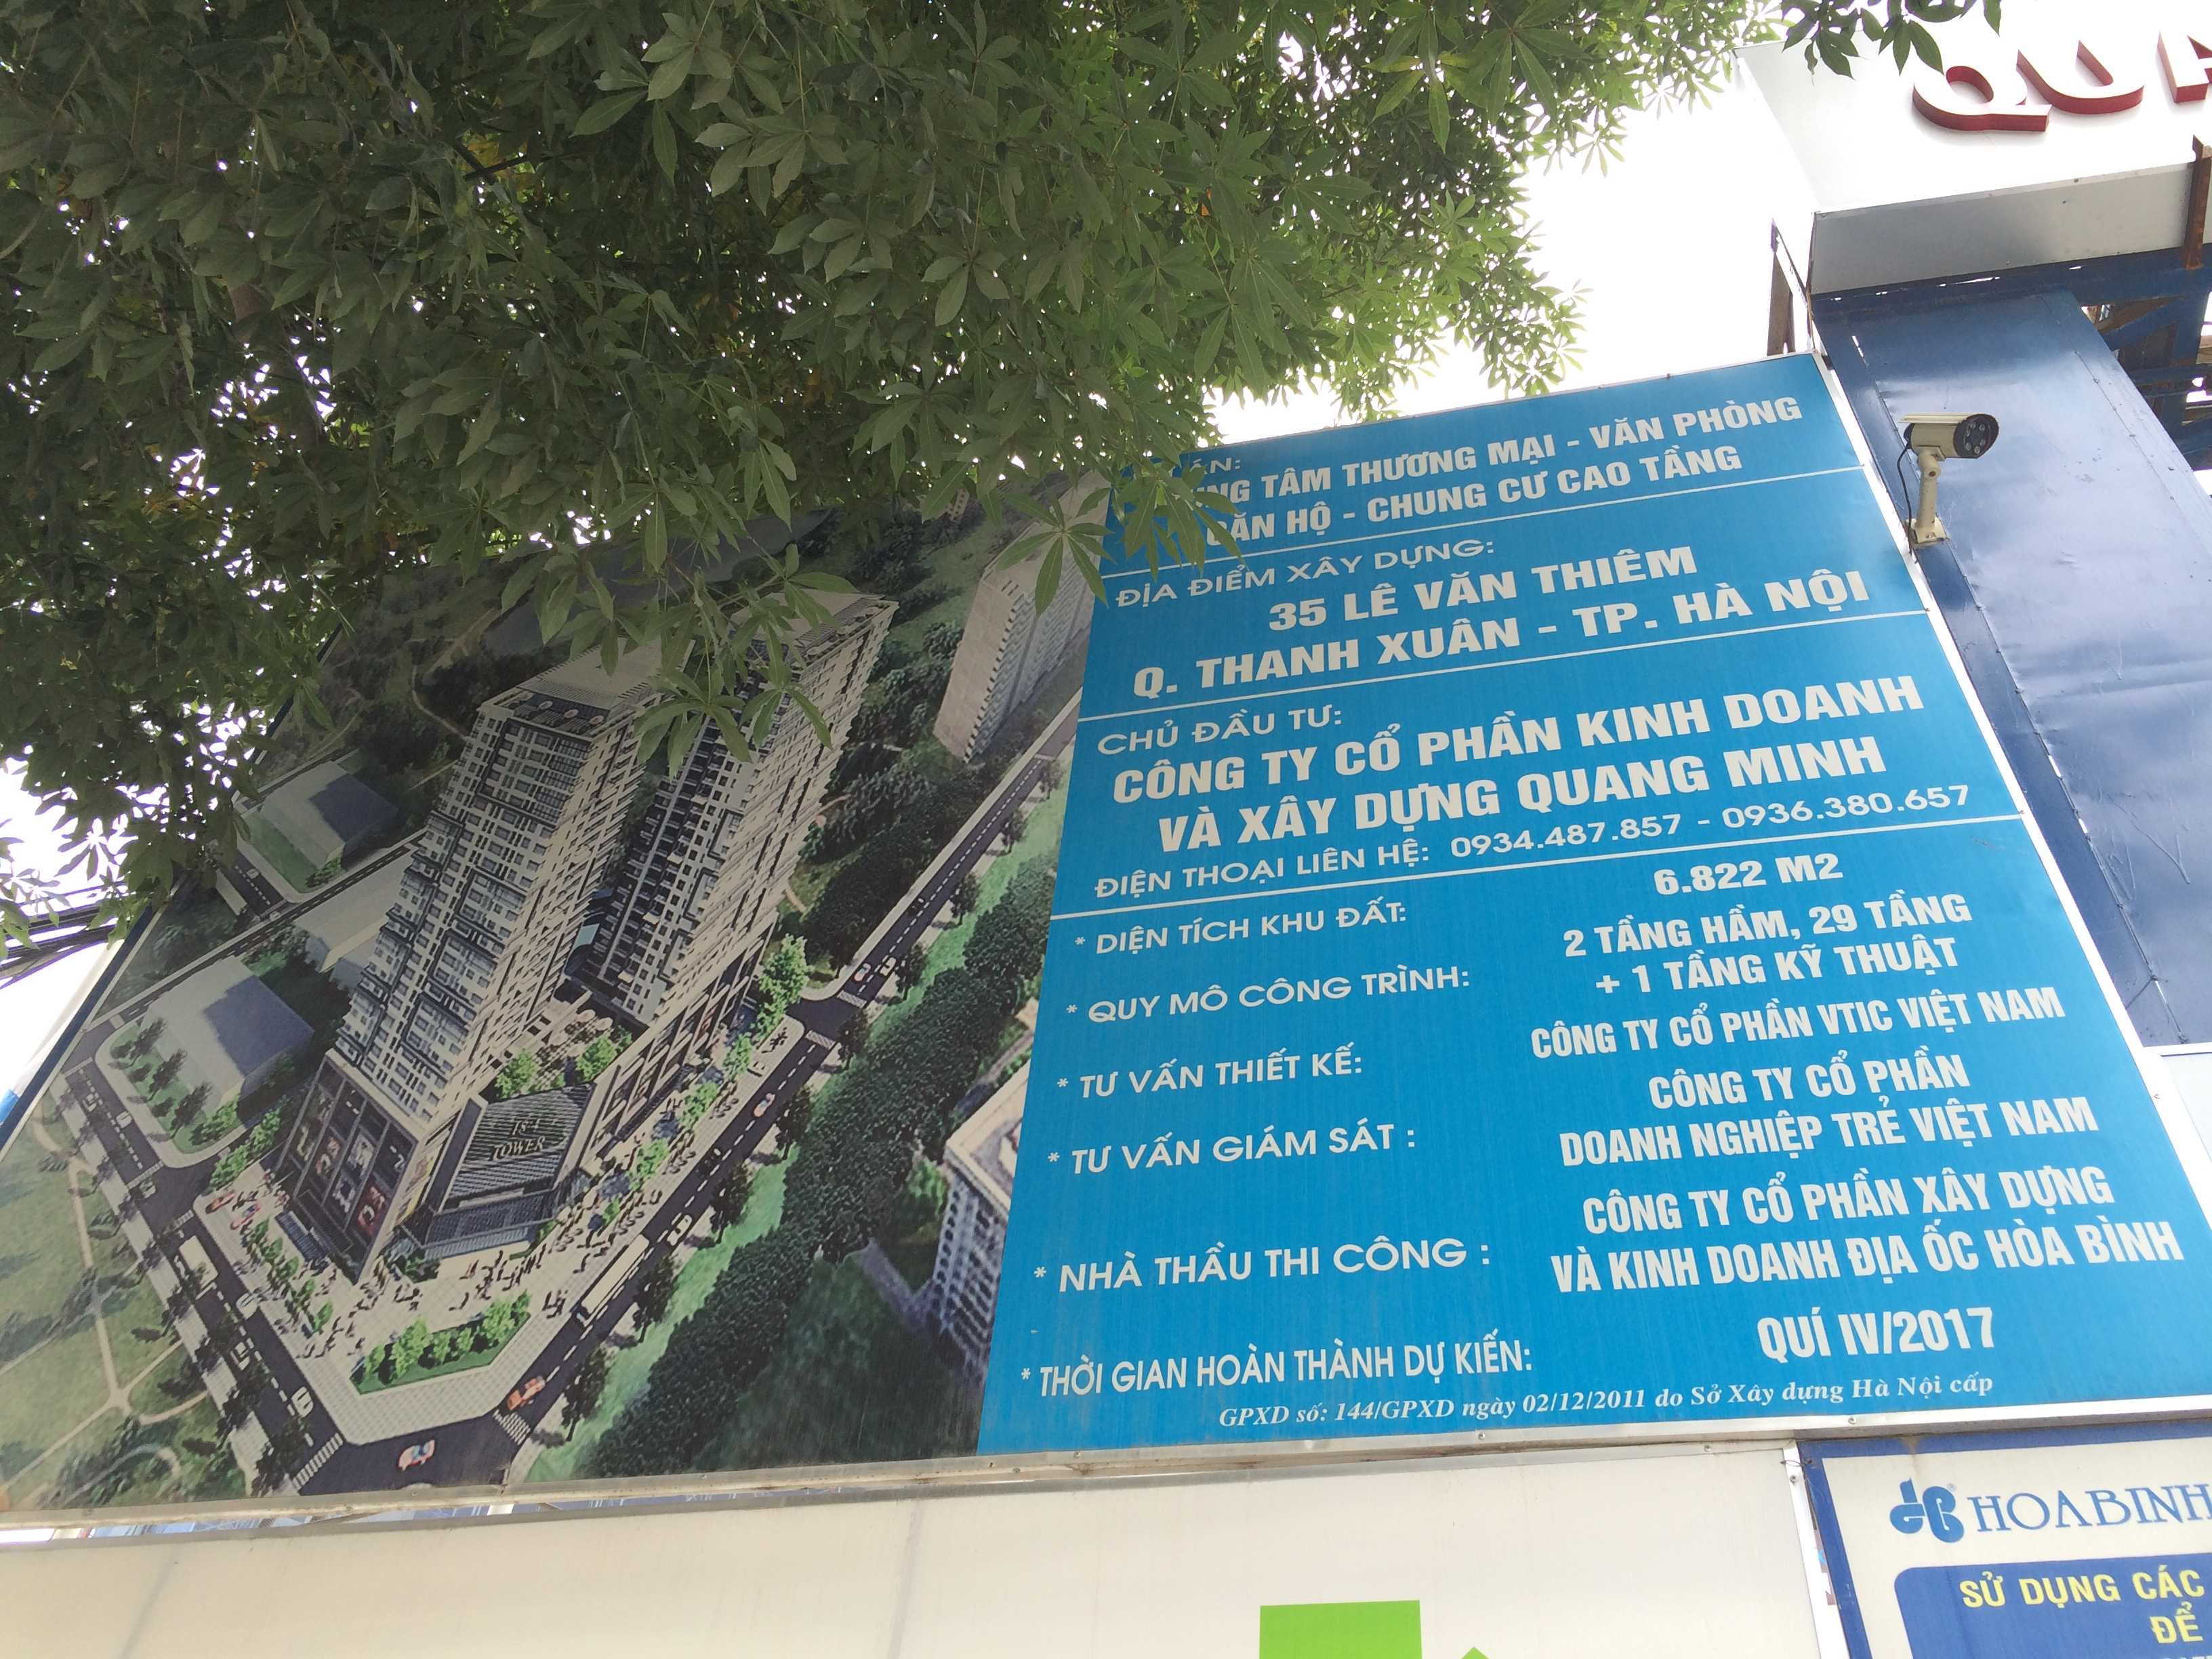 QUA
ÁN:
TÂM THƯƠNG MẠI - VĂN PHÒNG
CĂN HỘ - CHUNG CƯ CAO TẦNG
ĐỊA ĐIỂM XÂY DỰNG:
35 LÊ VĂN THIÊM
Q. THANH XUÂN - TP. HÀ NỘI
CHỦ ĐẦU TƯ:
CÔNG TY CỔ PHẦN KINH DOANH
VÀ XÂY DỰNG QUANG MINH
ĐIỆN THOẠI LIÊN HỆ: 0934.487.857 - 0936.380.657
* DIỆN TÍCH KHU ĐẤT: 6.822 M2
* QUY MÔ CÔNG TRÌNH: 2 TẦNG HẦM, 29 TẦNG
+ 1 TẦNG KỸ THUẬT
* TƯ VẤN THIẾT KẾ: CÔNG TY CỔ PHẦN VTIC VIỆT NAM
* TƯ VẤN GIÁM SÁT : CÔNG TY CỔ PHẦN
DOANH NGHIỆP TRẺ VIỆT NAM
* NHÀ THẦU THI CÔNG : CÔNG TY CỔ PHẦN XÂY DỰNG
VÀ KINH DOANH ĐỊA ỐC HÒA BÌNH
* THỜI GIAN HOÀN THÀNH DỰ KIẾN: QUÍ IV/2017
GPXD số: 144/GPXD ngày 02/12/2011 do Sở Xây dựng Hà Nội cấp
TOWER
HOABINH
SỬ DỤNG CÁC
ĐỂ